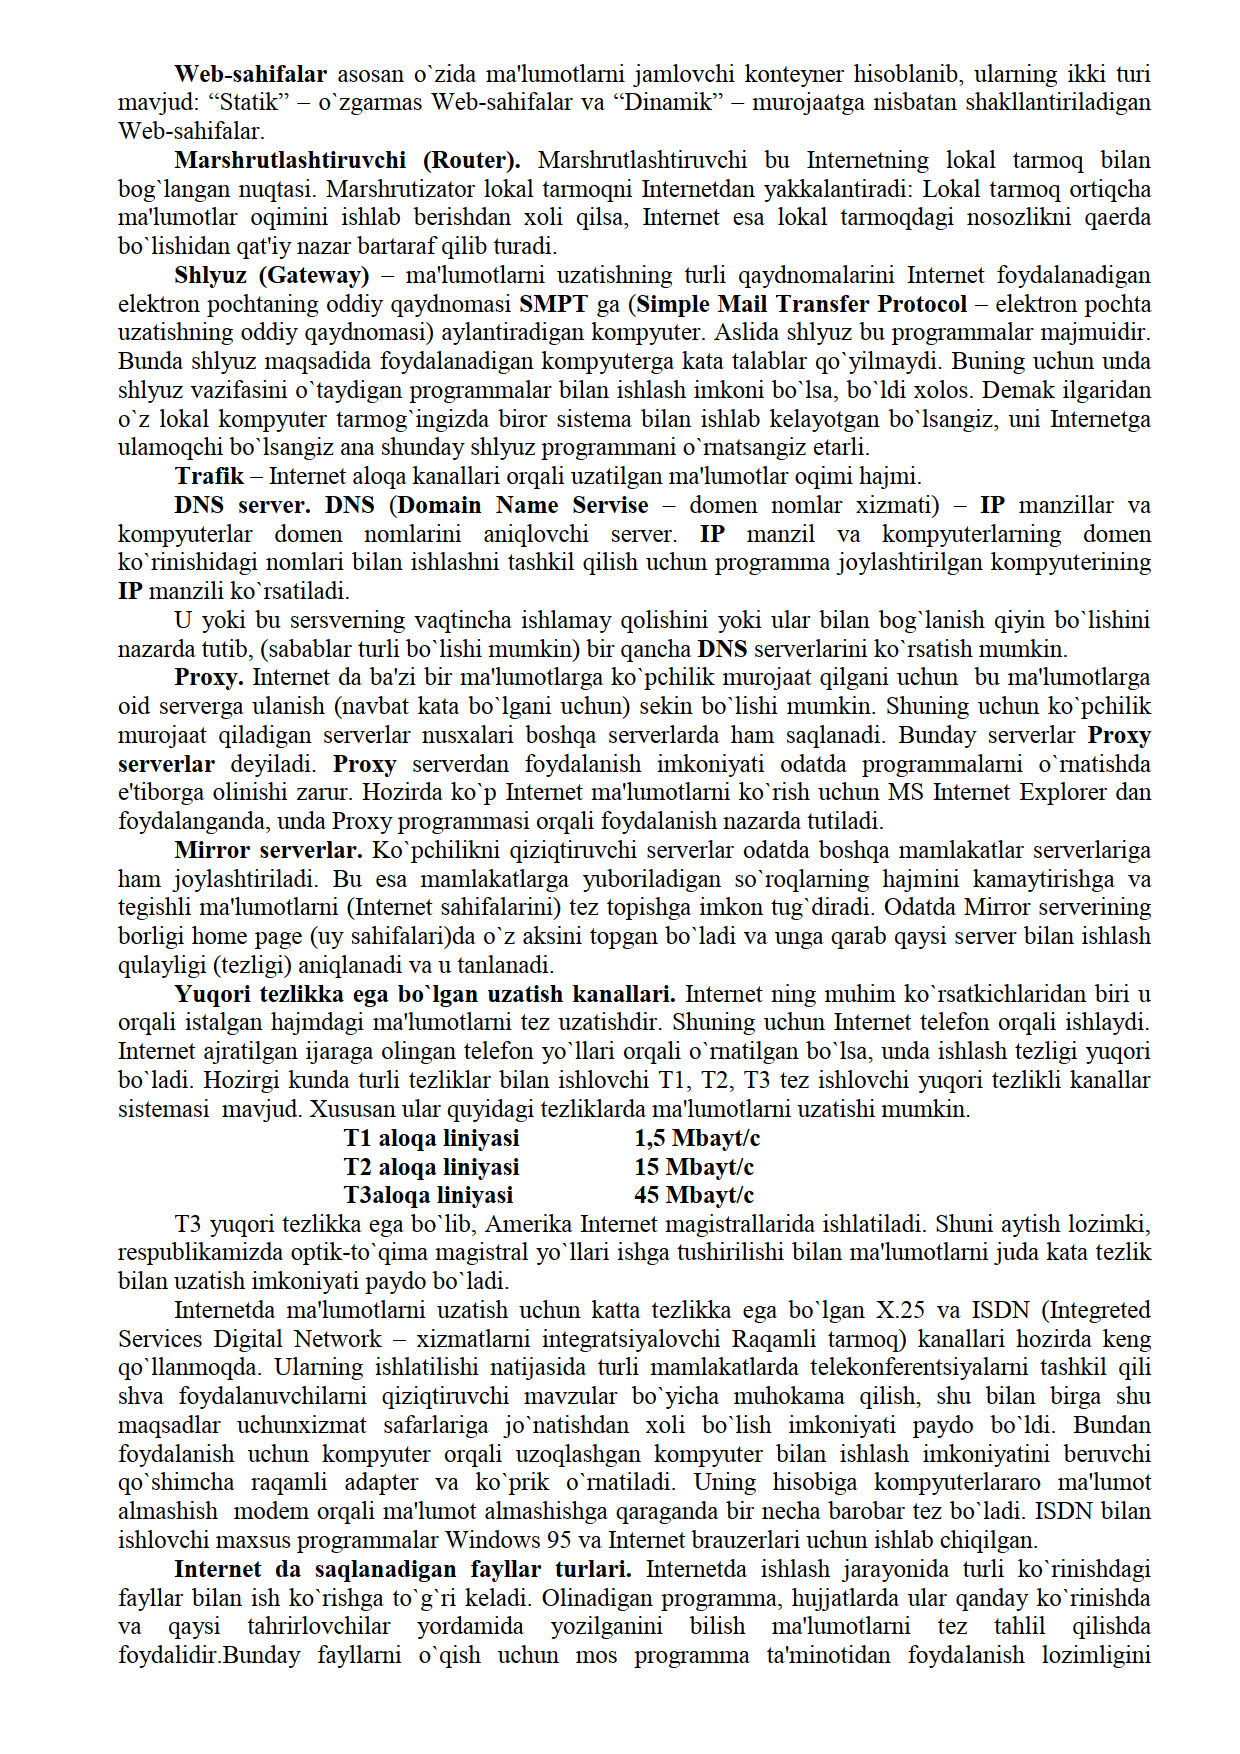 Web-sahifalar asosan o`zida ma'lumotlarni jamlovchi konteyner hisoblanib, ularning ikki turi
mavjud: “Statik” – o`zgarmas Web-sahifalar va “Dinamik” – murojaatga nisbatan shakllantiriladigan
Web-sahifalar.
Marshrutlashtiruvchi (Router). Marshrutlashtiruvchi bu Internetning lokal tarmoq bilan
bog`langan nuqtasi. Marshrutizator lokal tarmoqni Internetdan yakkalantiradi: Lokal tarmoq ortiqcha
ma'lumotlar oqimini ishlab berishdan xoli qilsa, Internet esa lokal tarmoqdagi nosozlikni qaerda
bo`lishidan qat'iy nazar bartaraf qilib turadi.
Shlyuz (Gateway) – ma'lumotlarni uzatishning turli qaydnomalarini Internet foydalanadigan
elektron pochtaning oddiy qaydnomasi SMPT ga (Simple Mail Transfer Protocol – elektron pochta
uzatishning oddiy qaydnomasi) aylantiradigan kompyuter. Aslida shlyuz bu programmalar majmuidir.
Bunda shlyuz maqsadida foydalanadigan kompyuterga kata talablar qo`yilmaydi. Buning uchun unda
shlyuz vazifasini o`taydigan programmalar bilan ishlash imkoni bo`lsa, bo`ldi xolos. Demak ilgaridan
o`z lokal kompyuter tarmog`ingizda biror sistema bilan ishlab kelayotgan bo`lsangiz, uni Internetga
ulamoqchi bo`lsangiz ana shunday shlyuz programmani o`rnatsangiz etarli.
Trafik – Internet aloqa kanallari orqali uzatilgan ma'lumotlar oqimi hajmi.
DNS server. DNS (Domain Name Servise – domen nomlar xizmati) – IP manzillar va
kompyuterlar domen nomlarini aniqlovchi server. IP manzil va kompyuterlarning domen
ko`rinishidagi nomlari bilan ishlashni tashkil qilish uchun programma joylashtirilgan kompyuterining
IP manzili ko`rsatiladi.
U yoki bu sersverning vaqtincha ishlamay qolishini yoki ular bilan bog`lanish qiyin bo`lishini
nazarda tutib, (sabablar turli bo`lishi mumkin) bir qancha DNS serverlarini ko`rsatish mumkin.
Proxy. Internet da ba'zi bir ma'lumotlarga ko`pchilik murojaat qilgani uchun  bu ma'lumotlarga
oid serverga ulanish (navbat kata bo`lgani uchun) sekin bo`lishi mumkin. Shuning uchun ko`pchilik
murojaat qiladigan serverlar nusxalari boshqa serverlarda ham saqlanadi. Bunday serverlar Proxy
serverlar deyiladi. Proxy serverdan foydalanish imkoniyati odatda programmalarni o`rnatishda
e'tiborga olinishi zarur. Hozirda ko`p Internet ma'lumotlarni ko`rish uchun MS Internet Explorer dan
foydalanganda, unda Proxy programmasi orqali foydalanish nazarda tutiladi.
Mirror serverlar. Ko`pchilikni qiziqtiruvchi serverlar odatda boshqa mamlakatlar serverlariga
ham joylashtiriladi. Bu esa mamlakatlarga yuboriladigan so`roqlarning hajmini kamaytirishga va
tegishli ma'lumotlarni (Internet sahifalarini) tez topishga imkon tug`diradi. Odatda Mirror serverining
borligi home page (uy sahifalari)da o`z aksini topgan bo`ladi va unga qarab qaysi server bilan ishlash
qulayligi (tezligi) aniqlanadi va u tanlanadi.
Yuqori tezlikka ega bo`lgan uzatish kanallari. Internet ning muhim ko`rsatkichlaridan biri u
orqali istalgan hajmdagi ma'lumotlarni tez uzatishdir. Shuning uchun Internet telefon orqali ishlaydi.
Internet ajratilgan ijaraga olingan telefon yo`llari orqali o`rnatilgan bo`lsa, unda ishlash tezligi yuqori
bo`ladi. Hozirgi kunda turli tezliklar bilan ishlovchi T1, T2, T3 tez ishlovchi yuqori tezlikli kanallar
sistemasi  mavjud. Xususan ular quyidagi tezliklarda ma'lumotlarni uzatishi mumkin.
T1 aloqa liniyasi 1,5 Mbayt/c
T2 aloqa liniyasi 15 Mbayt/c
T3aloqa liniyasi 45 Mbayt/c
T3 yuqori tezlikka ega bo`lib, Amerika Internet magistrallarida ishlatiladi. Shuni aytish lozimki,
respublikamizda optik-to`qima magistral yo`llari ishga tushirilishi bilan ma'lumotlarni juda kata tezlik
bilan uzatish imkoniyati paydo bo`ladi.
Internetda ma'lumotlarni uzatish uchun katta tezlikka ega bo`lgan X.25 va ISDN (Integreted
Services Digital Network – xizmatlarni integratsiyalovchi Raqamli tarmoq) kanallari hozirda keng
qo`llanmoqda. Ularning ishlatilishi natijasida turli mamlakatlarda telekonferentsiyalarni tashkil qili
shva foydalanuvchilarni qiziqtiruvchi mavzular bo`yicha muhokama qilish, shu bilan birga shu
maqsadlar uchunxizmat safarlariga jo`natishdan xoli bo`lish imkoniyati paydo bo`ldi. Bundan
foydalanish uchun kompyuter orqali uzoqlashgan kompyuter bilan ishlash imkoniyatini beruvchi
qo`shimcha raqamli adapter va ko`prik o`rnatiladi. Uning hisobiga kompyuterlararo ma'lumot
almashish  modem orqali ma'lumot almashishga qaraganda bir necha barobar tez bo`ladi. ISDN bilan
ishlovchi maxsus programmalar Windows 95 va Internet brauzerlari uchun ishlab chiqilgan.
Internet da saqlanadigan fayllar turlari. Internetda ishlash jarayonida turli ko`rinishdagi
fayllar bilan ish ko`rishga to`g`ri keladi. Olinadigan programma, hujjatlarda ular qanday ko`rinishda
va qaysi tahrirlovchilar yordamida yozilganini bilish ma'lumotlarni tez tahlil qilishda
foydalidir.Bunday fayllarni o`qish uchun mos programma ta'minotidan foydalanish lozimligini